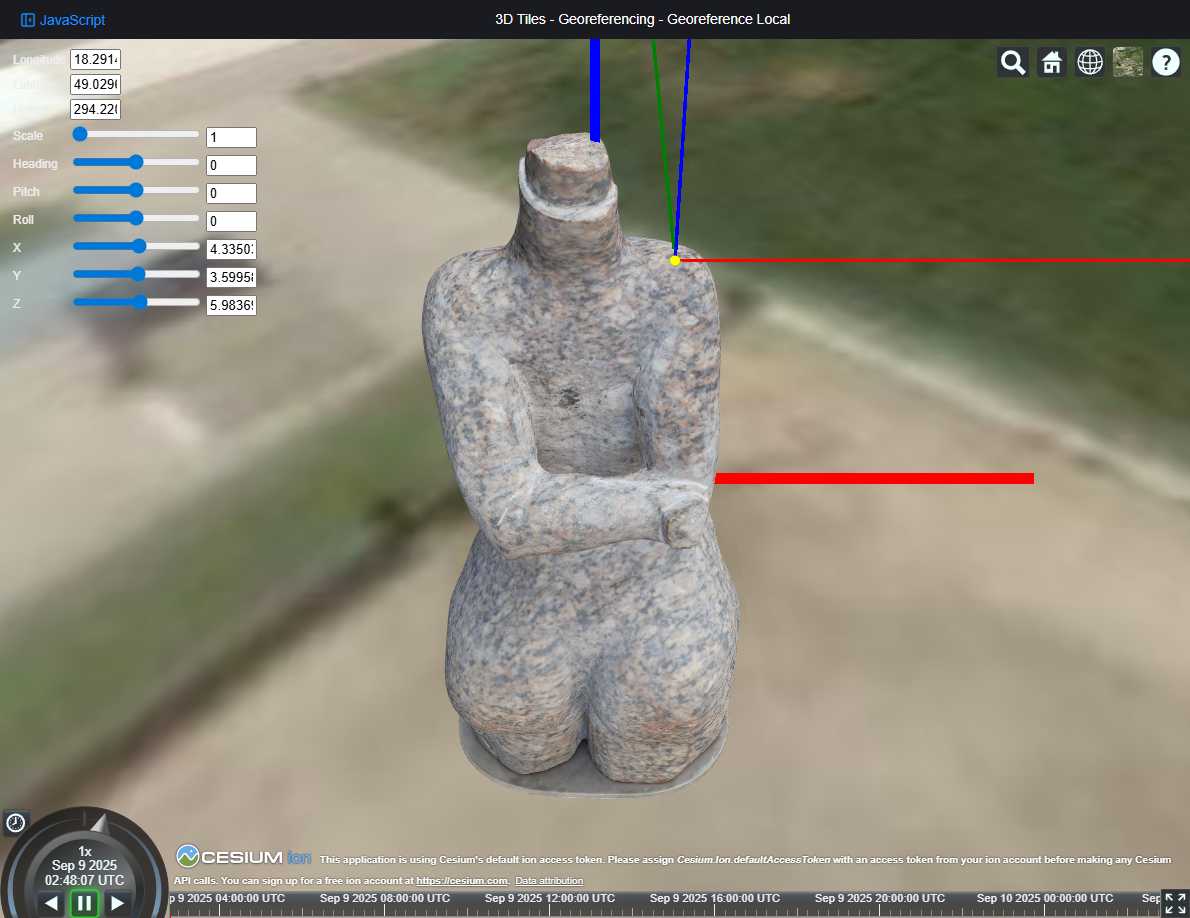 JavaScript
3D Tiles - Georeferencing - Georeference Local
Longitude 18.2914
49.0296
294.220
Scale 1
Heading 0
Pitch 0
Roll 0
X 4.3350
Y 3.5995
Z 5.9836
?
1x
Sep 9 2025
02:48:07 UTC
CESIUM ion This application is using Cesium's default ion access token. Please assign Cesium.Ion.defaultAccessToken with an access token from your ion account before making any Cesium
API calls. You can sign up for a free ion account at https://cesium.com. Data attribution
p 9 2025 04:00:00 UTC Sep 9 2025 08:00:00 UTC Sep 9 2025 12:00:00 UTC Sep 9 2025 16:00:00 UTC Sep 9 2025 20:00:00 UTC Sep 10 2025 00:00:00 UTC Sep